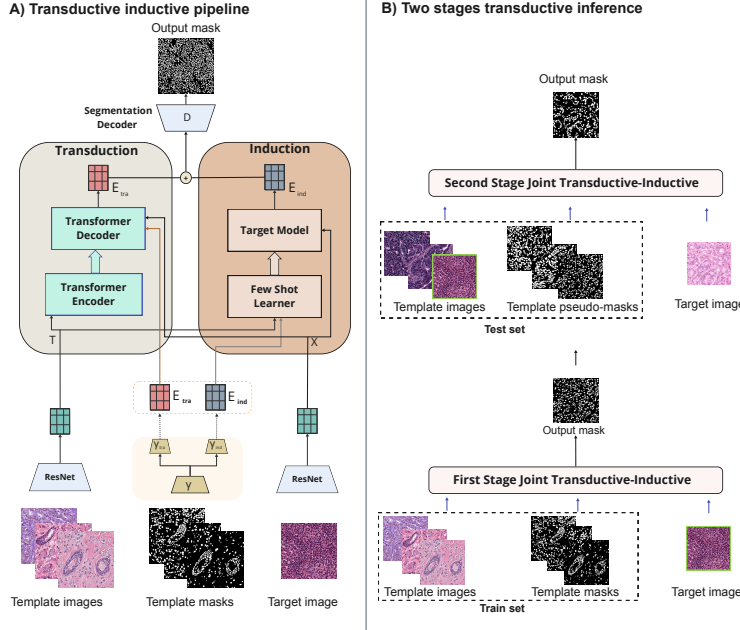 A) Transductive inductive pipeline
Output mask
Segmentation
Decoder
D
Transduction
Induction
+
E tra
E ind
Transformer
Decoder
Target Model
Transformer
Encoder
Few Shot
Learner
T
X
E tra
E ind
ResNet
ytra
yind
y
ResNet
Template images
Template masks
Target image
B) Two stages transductive inference
Output mask
Second Stage Joint Transductive-Inductive
Template images
Template pseudo-masks
Target image
Test set
Output mask
First Stage Joint Transductive-Inductive
Template images
Template masks
Target image
Train set